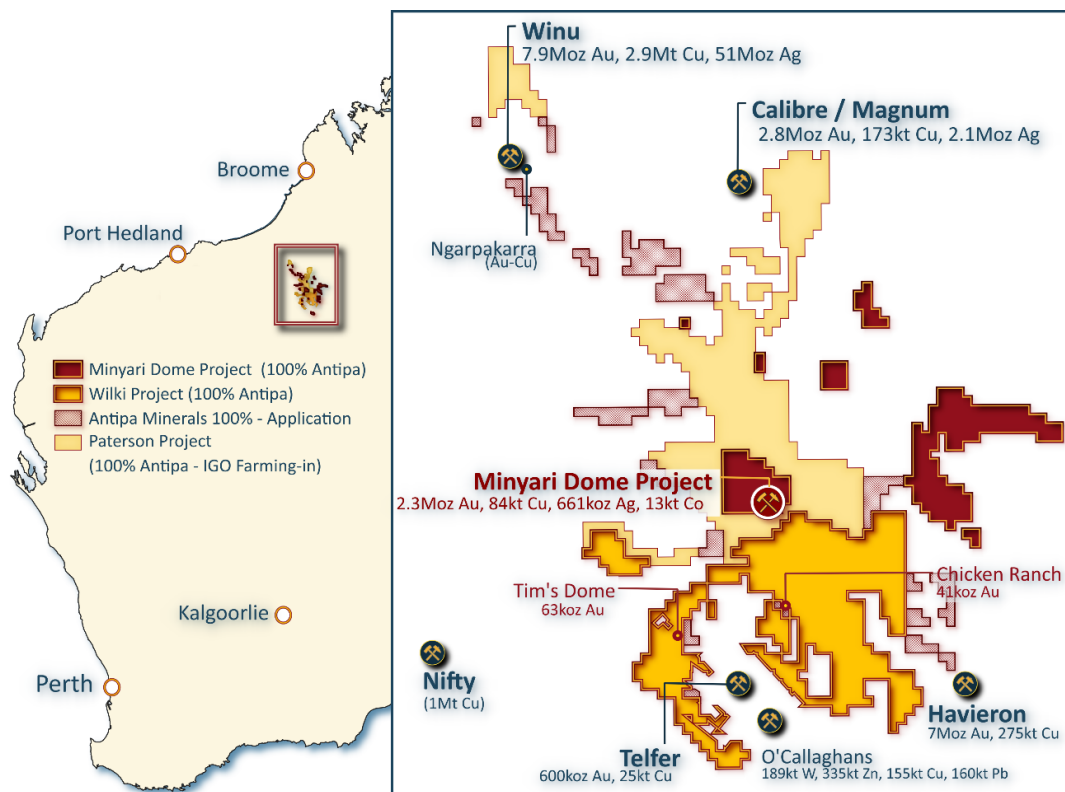 Winu
7.9Moz Au, 2.9Mt Cu, 51Moz Ag
Calibre / Magnum
2.8Moz Au, 173kt Cu, 2.1Moz Ag
Broome
Port Hedland
Ngarpakarra
(Au-Cu)
Minyari Dome Project (100% Antipa)
Wilki Project (100% Antipa)
Antipa Minerals 100% - Application
Paterson Project
(100% Antipa - IGO Farming-in)
Minyari Dome Project
2.3Moz Au, 84kt Cu, 661koz Ag, 13kt Co
Tim's Dome
63koz Au
Chicken Ranch
41koz Au
Kalgoorlie
Perth
Nifty
(1Mt Cu)
Telfer
600koz Au, 25kt Cu
O'Callaghans
189kt W, 335kt Zn, 155kt Cu, 160kt Pb
Havieron
7Moz Au, 275kt Cu